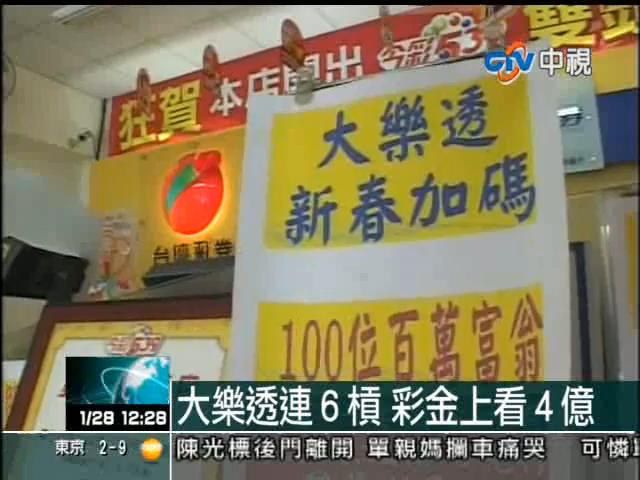 CTV中視
狂賀 本店開出
大樂透
新春加碼
台灣彩券
100位百萬富翁
大樂透連6槓 彩金上看4億
1/28 12:28
東京 2-9
陳光標後門離開 單親媽攔車痛哭 可憐